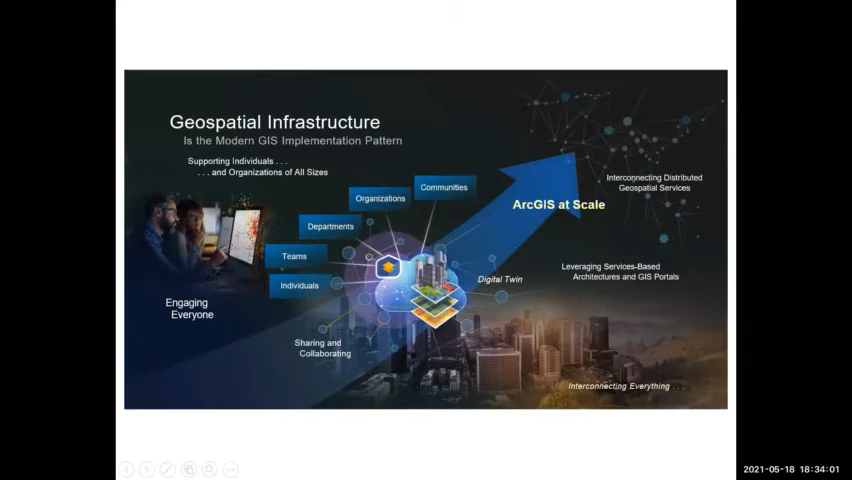 Geospatial Infrastructure
Is the Modern GIS Implementation Pattern
Supporting Individuals . . .
. . . and Organizations of All Sizes
Communities
Organizations
Departments
Teams
Individuals
Interconnecting Distributed
Geospatial Services
ArcGIS at Scale
Leveraging Services-Based
Architectures and GIS Portals
Digital Twin
Engaging
Everyone
Sharing and
Collaborating
Interconnecting Everything . . .
2021-05-18 18:34:01